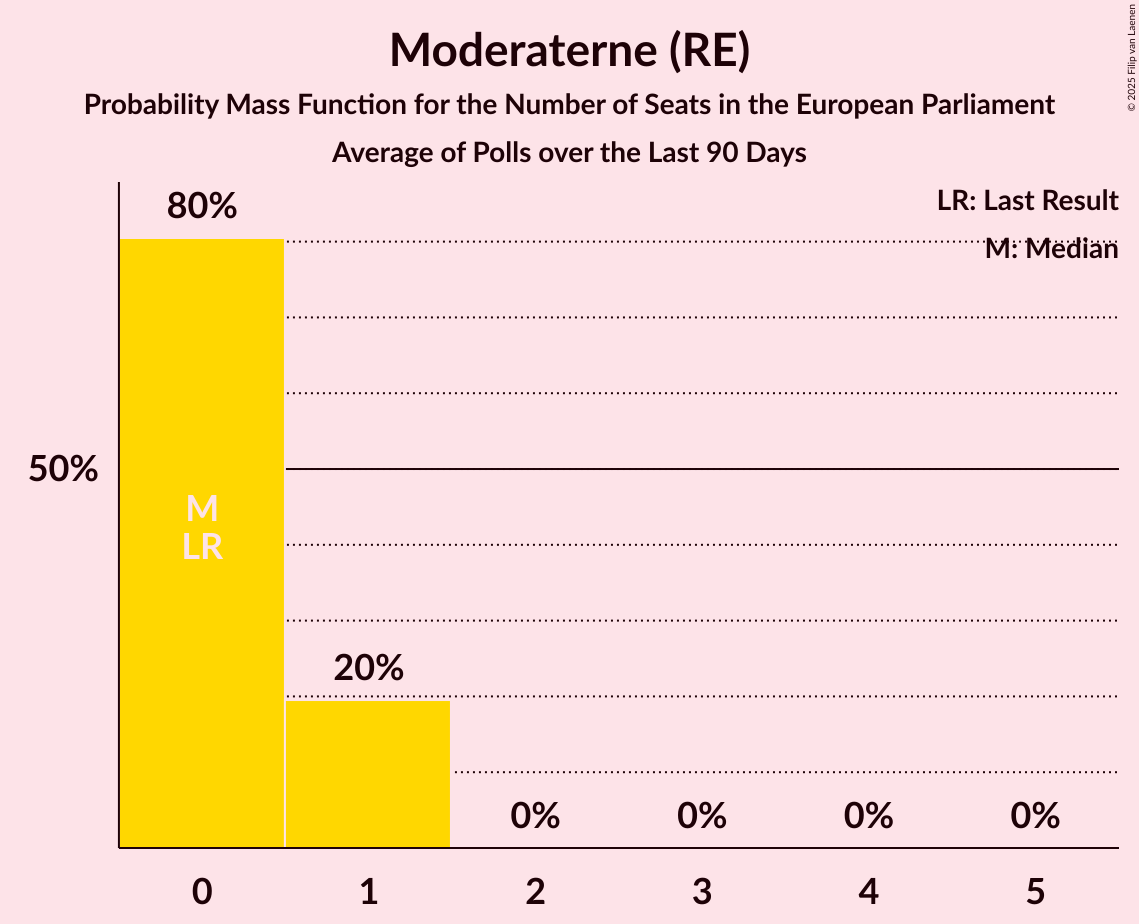 Moderaterne (RE)
Probability Mass Function for the Number of Seats in the European Parliament
Average of Polls over the Last 90 Days
© 2025 Filip van Laenen
LR: Last Result
M: Median
80%
50%
M
LR
20%
0%
0%
0%
0%
0
1
2
3
4
5